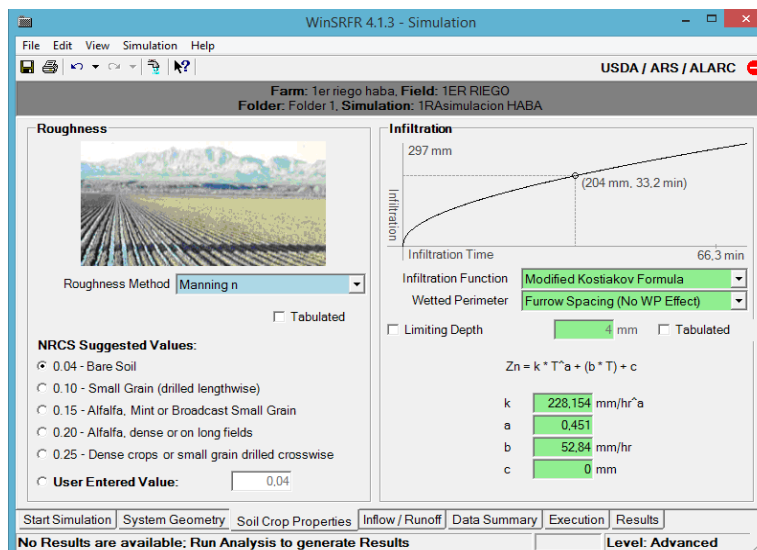 WinSRFR 4.1.3 - Simulation
File Edit View Simulation Help
USDA / ARS / ALARC
Farm: 1er riego haba, Field: 1ER RIEGO
Folder: Folder 1, Simulation: 1RAsimulacion HABA
Roughness
Roughness Method Manning n
Tabulated
NRCS Suggested Values:
0.04 - Bare Soil
0.10 - Small Grain (drilled lengthwise)
0.15 - Alfalfa, Mint or Broadcast Small Grain
0.20 - Alfalfa, dense or on long fields
0.25 - Dense crops or small grain drilled crosswise
User Entered Value: 0,04
Infiltration
297 mm
(204 mm, 33,2 min)
Infiltration
Infiltration Time 66,3 min
Infiltration Function Modified Kostiakov Formula
Wetted Perimeter Furrow Spacing (No WP Effect)
Limiting Depth 4 mm Tabulated
Zn = k * T^a + (b * T) + c
k 228,154 mm/hr^a
a 0,451
b 52,84 mm/hr
c 0 mm
Start Simulation System Geometry Soil Crop Properties Inflow / Runoff Data Summary Execution Results
No Results are available; Run Analysis to generate Results Level: Advanced